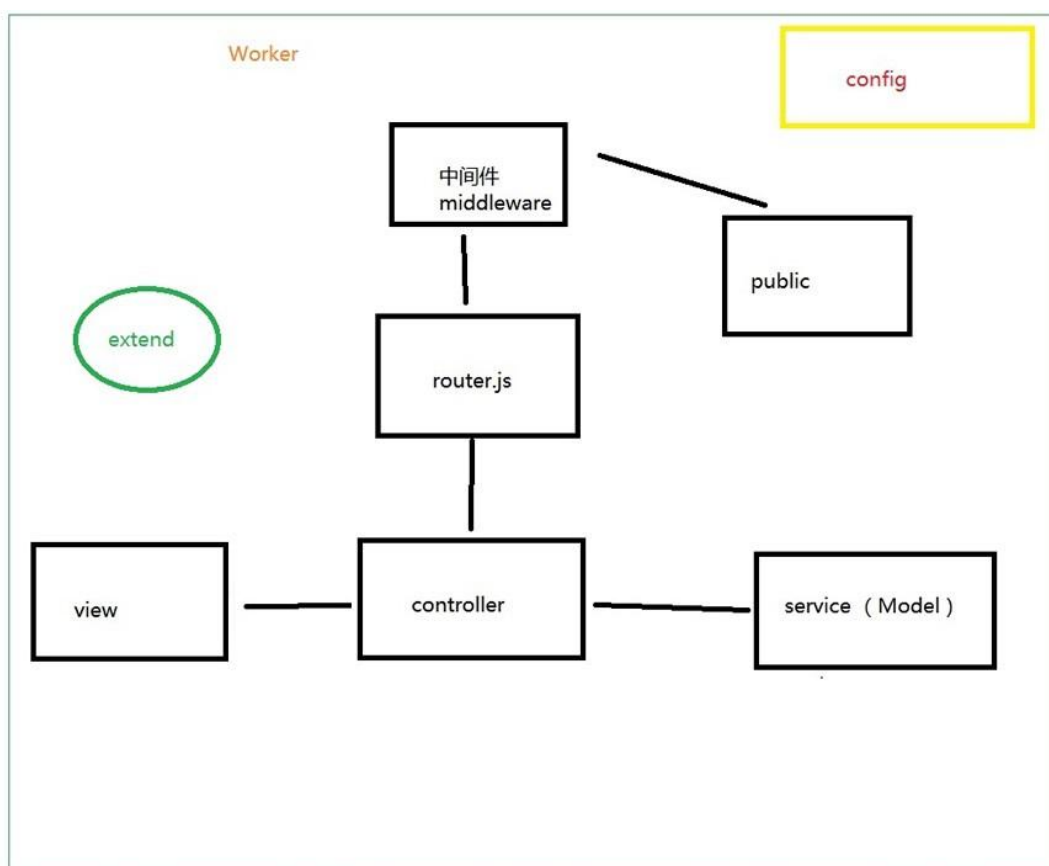 Worker
config
中间件
middleware
public
extend
router.js
view
controller
service （Model）